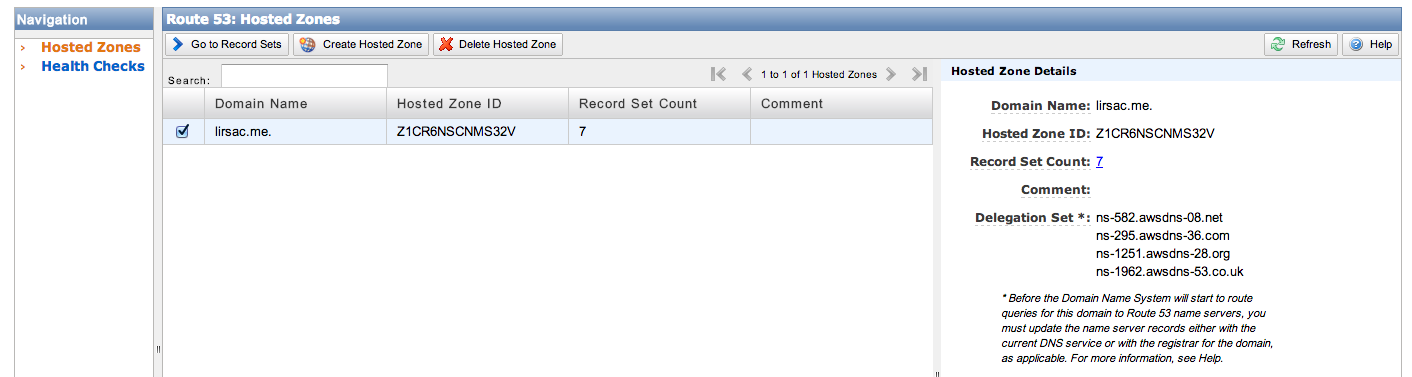 Navigation
› Hosted Zones
› Health Checks
Route 53: Hosted Zones
Go to Record Sets Create Hosted Zone Delete Hosted Zone Refresh Help
Search: 1 to 1 of 1 Hosted Zones
Domain Name Hosted Zone ID Record Set Count Comment
lirsac.me. Z1CR6NSCNMS32V 7
Hosted Zone Details
Domain Name: lirsac.me.
Hosted Zone ID: Z1CR6NSCNMS32V
Record Set Count: 7
Comment:
Delegation Set *: ns-582.awsdns-08.net
ns-295.awsdns-36.com
ns-1251.awsdns-28.org
ns-1962.awsdns-53.co.uk
* Before the Domain Name System will start to route
queries for this domain to Route 53 name servers, you
must update the name server records either with the
current DNS service or with the registrar for the domain,
as applicable. For more information, see Help.